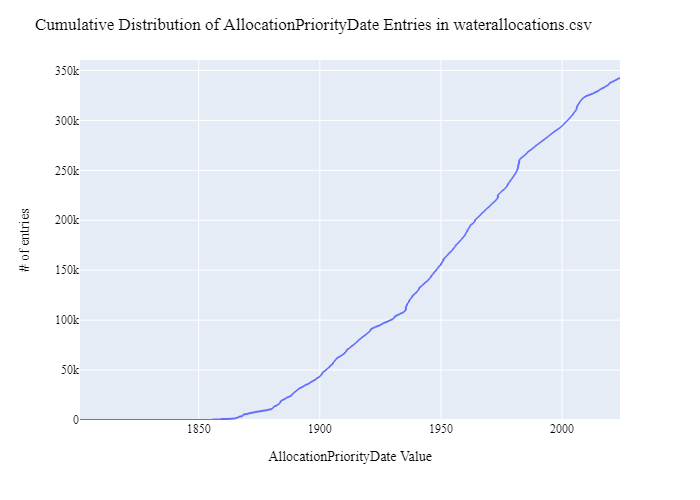 Cumulative Distribution of AllocationPriorityDate Entries in waterallocations.csv
350k
300k
250k
200k
150k
100k
50k
0
# of entries
1850
1900
1950
2000
AllocationPriorityDate Value